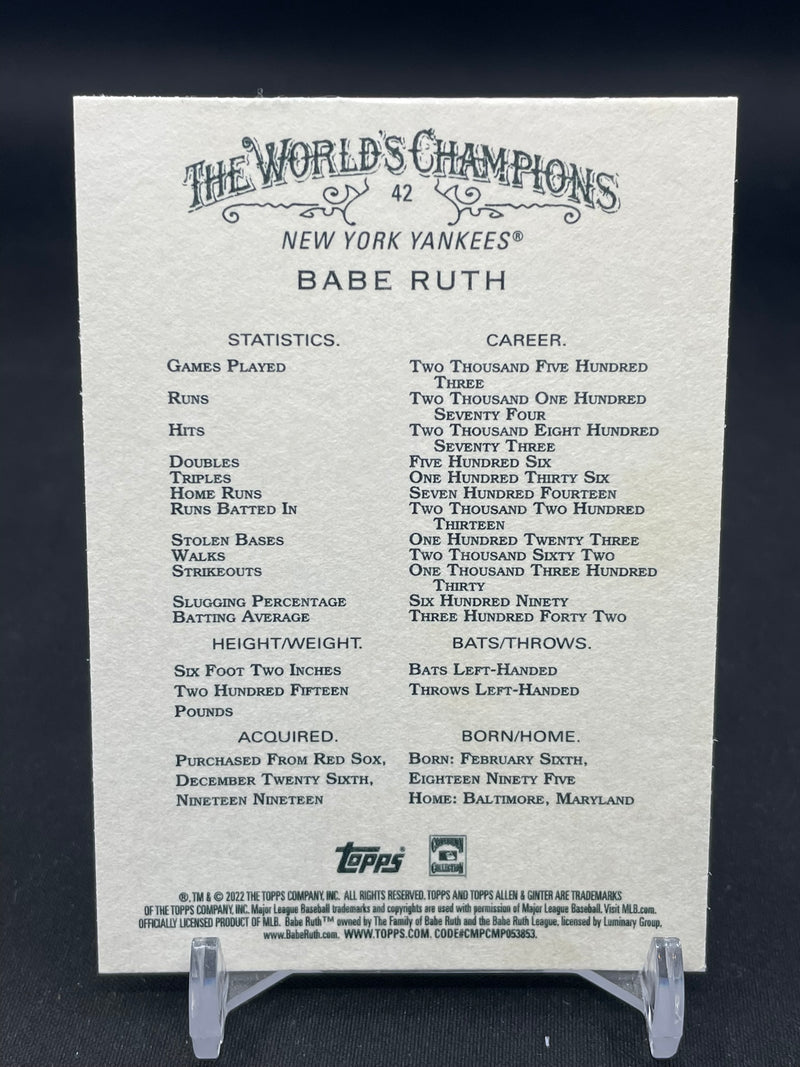 THE WORLD'S CHAMPIONS
42
NEW YORK YANKEES®
BABE RUTH
STATISTICS. CAREER.
GAMES PLAYED TWO THOUSAND FIVE HUNDRED
THREE
RUNS TWO THOUSAND ONE HUNDRED
SEVENTY FOUR
HITS TWO THOUSAND EIGHT HUNDRED
SEVENTY THREE
DOUBLES FIVE HUNDRED SIX
TRIPLES ONE HUNDRED THIRTY SIX
HOME RUNS SEVEN HUNDRED FOURTEEN
RUNS BATTED IN TWO THOUSAND TWO HUNDRED
THIRTEEN
STOLEN BASES ONE HUNDRED TWENTY THREE
WALKS TWO THOUSAND SIXTY TWO
STRIKEOUTS ONE THOUSAND THREE HUNDRED
THIRTY
SLUGGING PERCENTAGE SIX HUNDRED NINETY
BATTING AVERAGE THREE HUNDRED FORTY TWO
HEIGHT/WEIGHT. BATS/THROWS.
SIX FOOT TWO INCHES BATS LEFT-HANDED
TWO HUNDRED FIFTEEN THROWS LEFT-HANDED
POUNDS
ACQUIRED. BORN/HOME.
PURCHASED FROM RED SOX, BORN: FEBRUARY SIXTH,
DECEMBER TWENTY SIXTH, EIGHTEEN NINETY FIVE
NINETEEN NINETEEN HOME: BALTIMORE, MARYLAND
Topps COOPERSTOWN COLLECTION
®, TM & © 2022 THE TOPPS COMPANY, INC. ALL RIGHTS RESERVED. TOPPS AND TOPPS ALLEN & GINTER ARE TRADEMARKS
OF THE TOPPS COMPANY, INC. Major League Baseball trademarks and copyrights are used with permission of Major League Baseball. Visit MLB.com.
OFFICIALLY LICENSED PRODUCT OF MLB. Babe Ruth™ owned by The Family of Babe Ruth and the Babe Ruth League, licensed by Luminary Group,
www.BabeRuth.com. WWW.TOPPS.COM. CODE#CMPCMP053853.